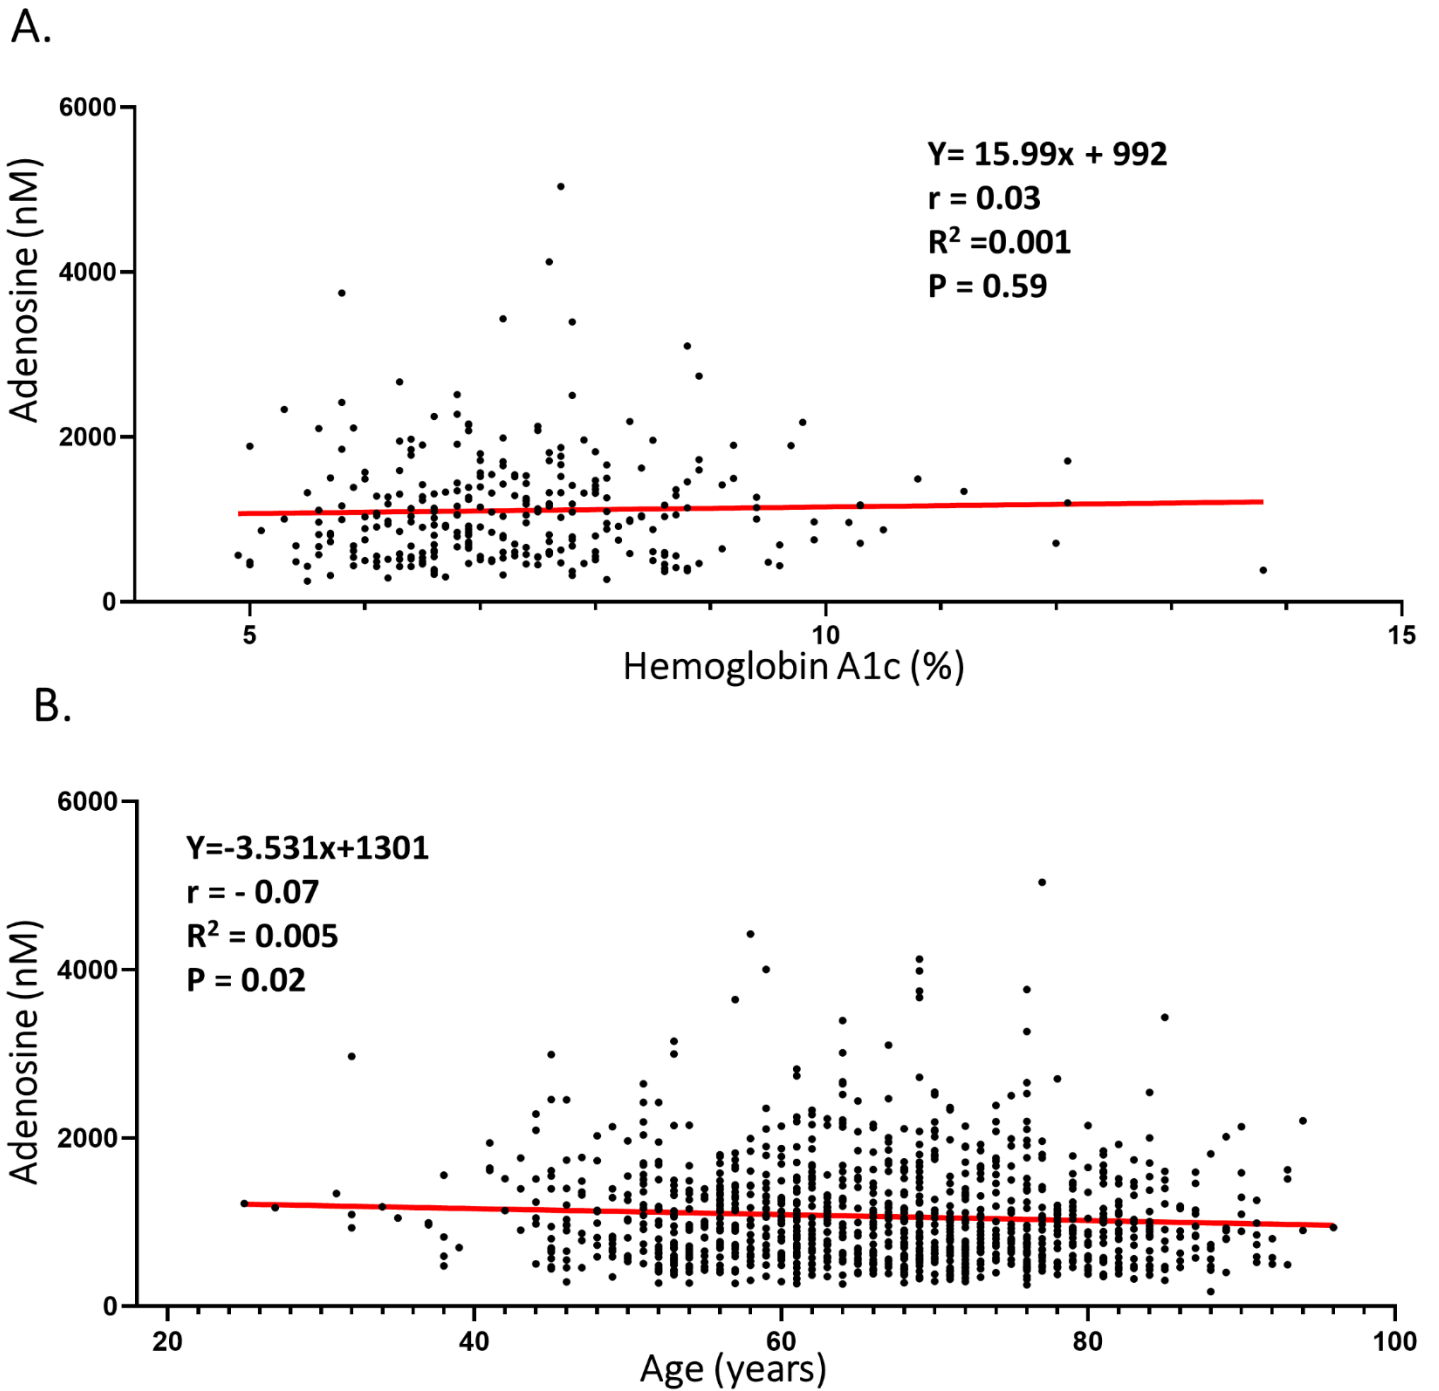 A.
6000
4000
2000
0
Adenosine (nM)
Y= 15.99x + 992
r = 0.03
R² =0.001
P = 0.59
5
10
15
Hemoglobin A1c (%)
B.
6000
4000
2000
0
Adenosine (nM)
Y=-3.531x+1301
r = - 0.07
R² = 0.005
P = 0.02
20
40
60
80
100
Age (years)